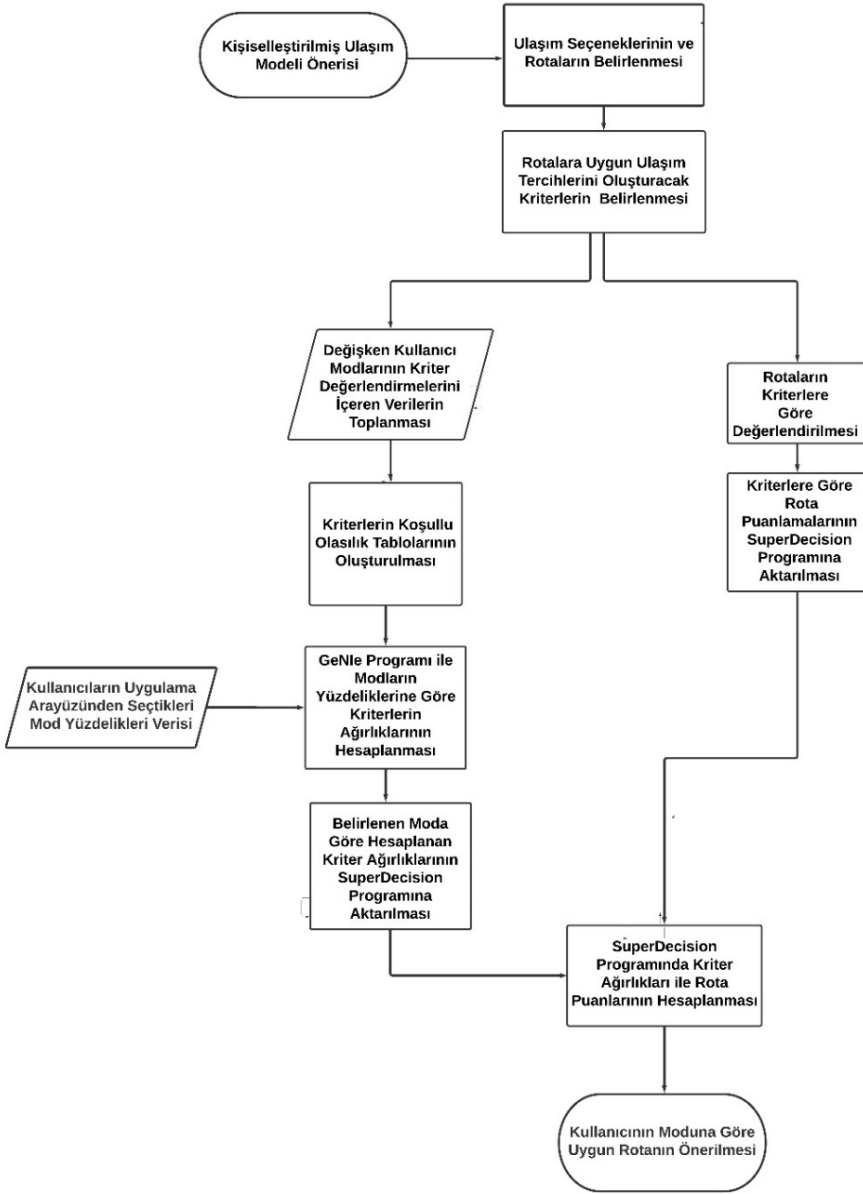 Kişiselleştirilmiş Ulaşım
Modeli Önerisi
Ulaşım Seçeneklerinin ve
Rotaların Belirlenmesi
Rotalara Uygun Ulaşım
Tercihlerini Oluşturacak
Kriterlerin Belirlenmesi
Değişken Kullanıcı
Modlarının Kriter
Değerlendirmelerini
İçeren Verilerin
Toplanması
Kriterlerin Koşullu
Olasılık Tablolarının
Oluşturulması
Kullanıcıların Uygulama
Arayüzünden Seçtikleri
Mod Yüzdelikleri Verisi
GeNIe Programı ile
Modların
Yüzdeliklerine Göre
Kriterlerin
Ağırlıklarının
Hesaplanması
Belirlenen Moda
Göre Hesaplanan
Kriter Ağırlıklarının
SuperDecision
Programına
Aktarılması
Rotaların
Kriterlere
Göre
Değerlendirilmesi
Kriterlere Göre
Rota
Puanlamalarının
SuperDecision
Programına
Aktarılması
SuperDecision
Programında Kriter
Ağırlıkları ile Rota
Puanlarının Hesaplanması
Kullanıcının Moduna Göre
Uygun Rotanın Önerilmesi